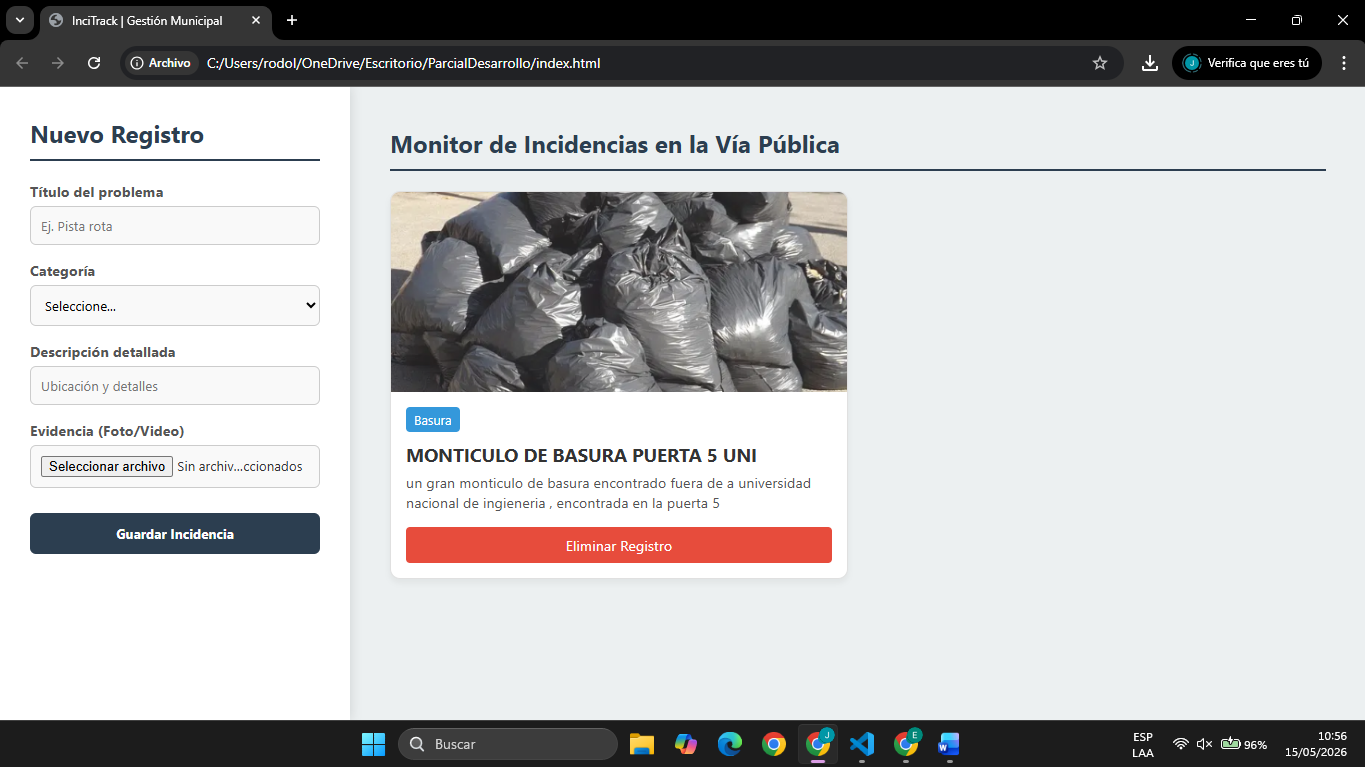 InciTrack | Gestión Municipal
Archivo
C:/Users/rodol/OneDrive/Escritorio/ParcialDesarrollo/index.html
J
Verifica que eres tú
Nuevo Registro
Título del problema
Ej. Pista rota
Categoría
Seleccione...
Descripción detallada
Ubicación y detalles
Evidencia (Foto/Video)
Seleccionar archivo Sin archiv...ccionados
Guardar Incidencia
Monitor de Incidencias en la Vía Pública
Basura
MONTICULO DE BASURA PUERTA 5 UNI
un gran monticulo de basura encontrado fuera de a universidad
nacional de ingieneria , encontrada en la puerta 5
Eliminar Registro
Buscar
J
E
W
ESP
LAA
96%
10:56
15/05/2026